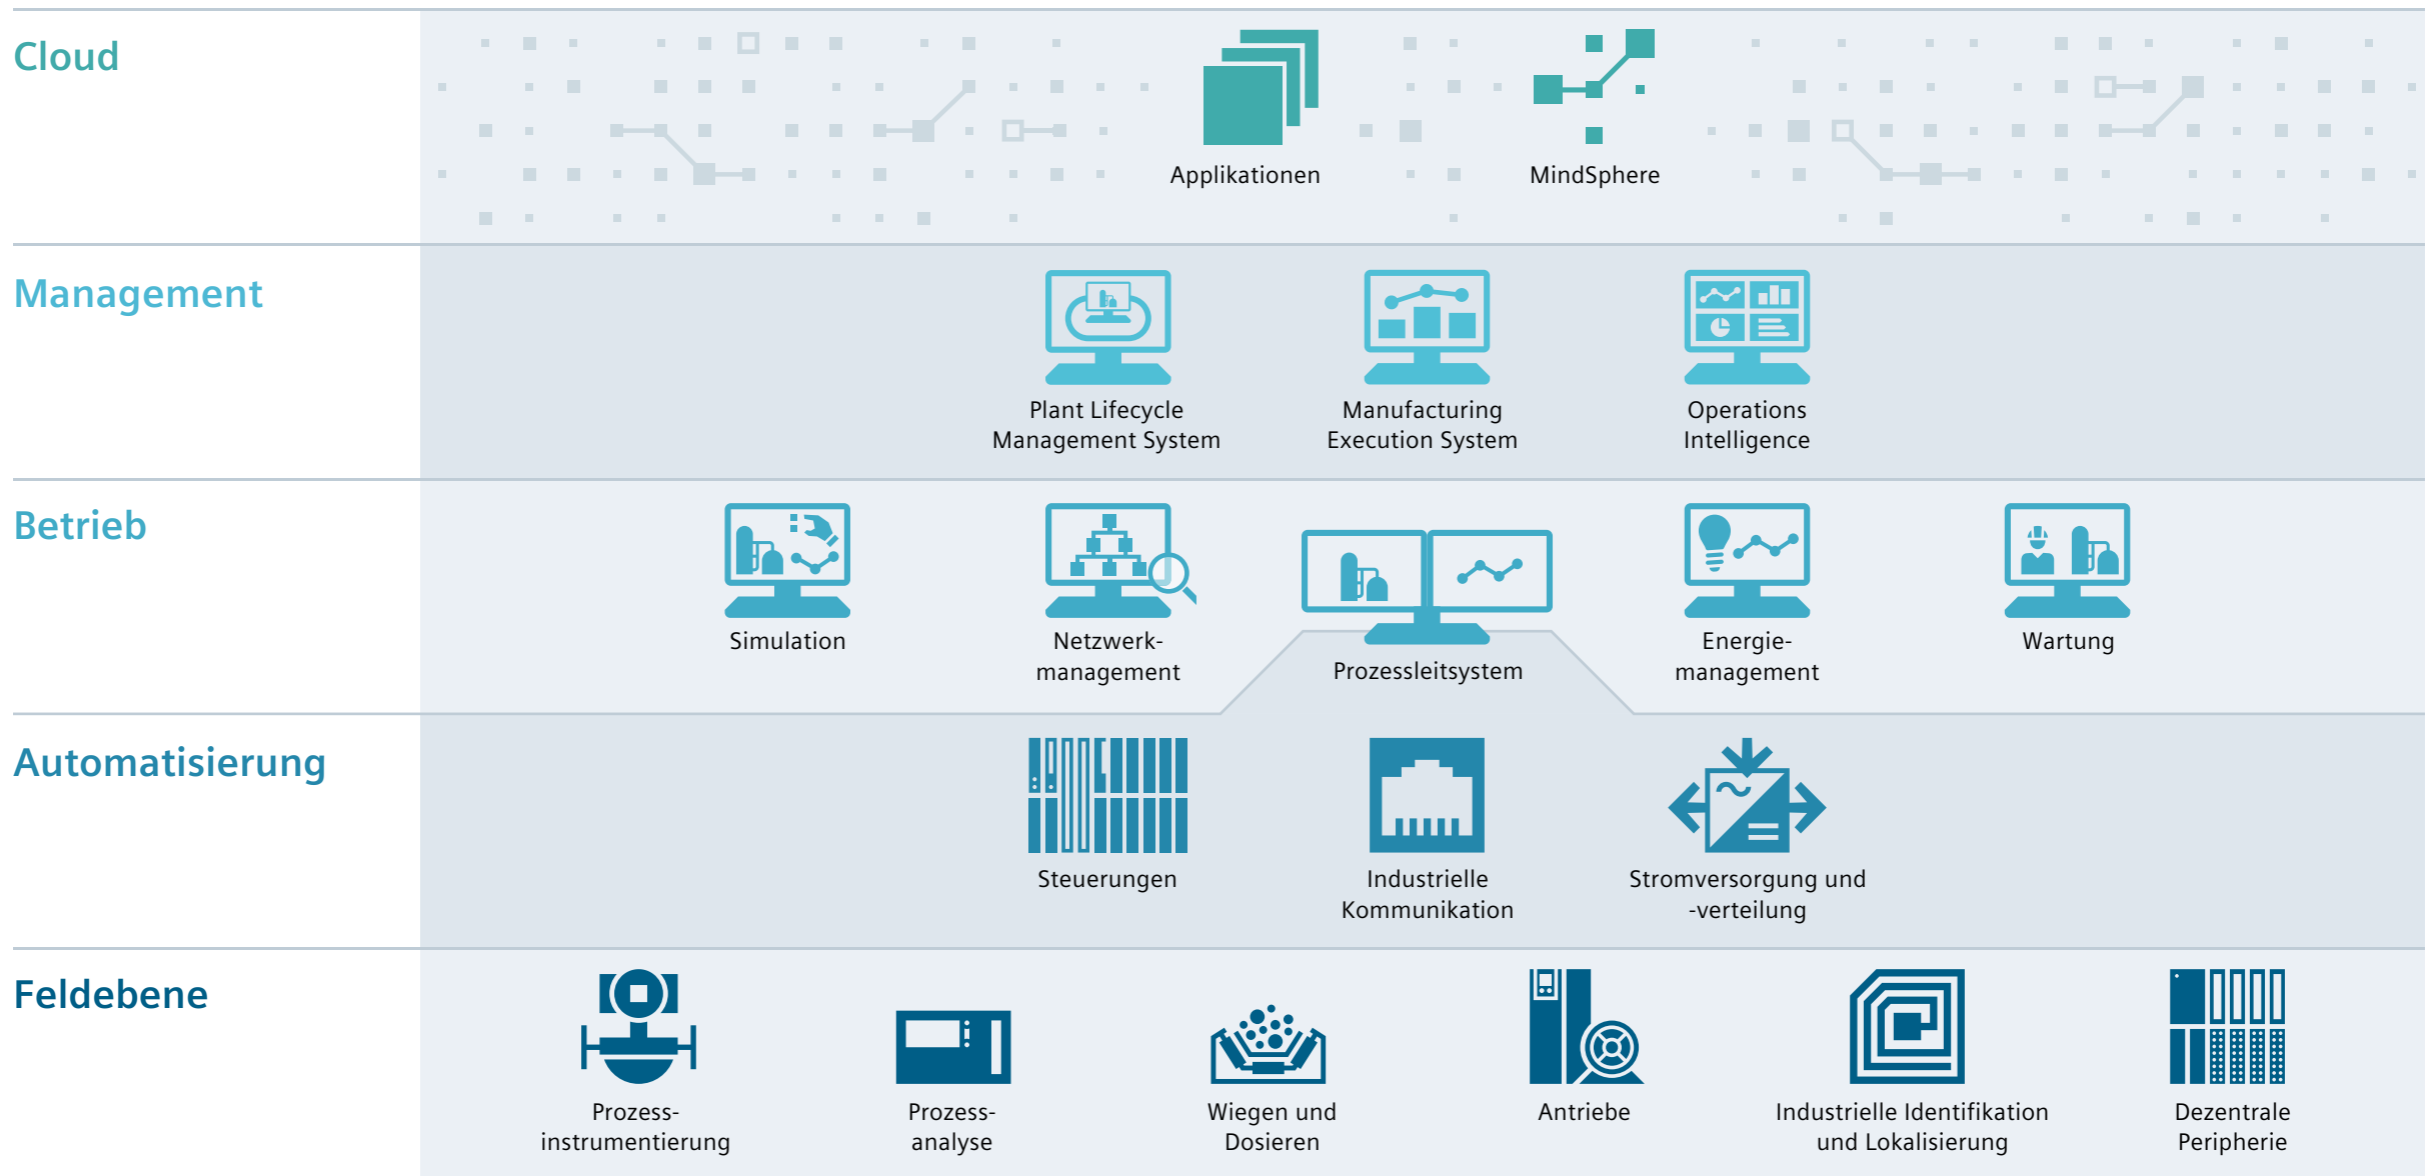 Cloud
Applikationen
MindSphere
Management
Plant Lifecycle
Management System
Manufacturing
Execution System
Operations
Intelligence
Betrieb
Simulation
Netzwerk-
management
Prozessleitsystem
Energie-
management
Wartung
Automatisierung
Steuerungen
Industrielle
Kommunikation
Stromversorgung und
-verteilung
Feldebene
Prozess-
instrumentierung
Prozess-
analyse
Wiegen und
Dosieren
Antriebe
Industrielle Identifikation
und Lokalisierung
Dezentrale
Peripherie